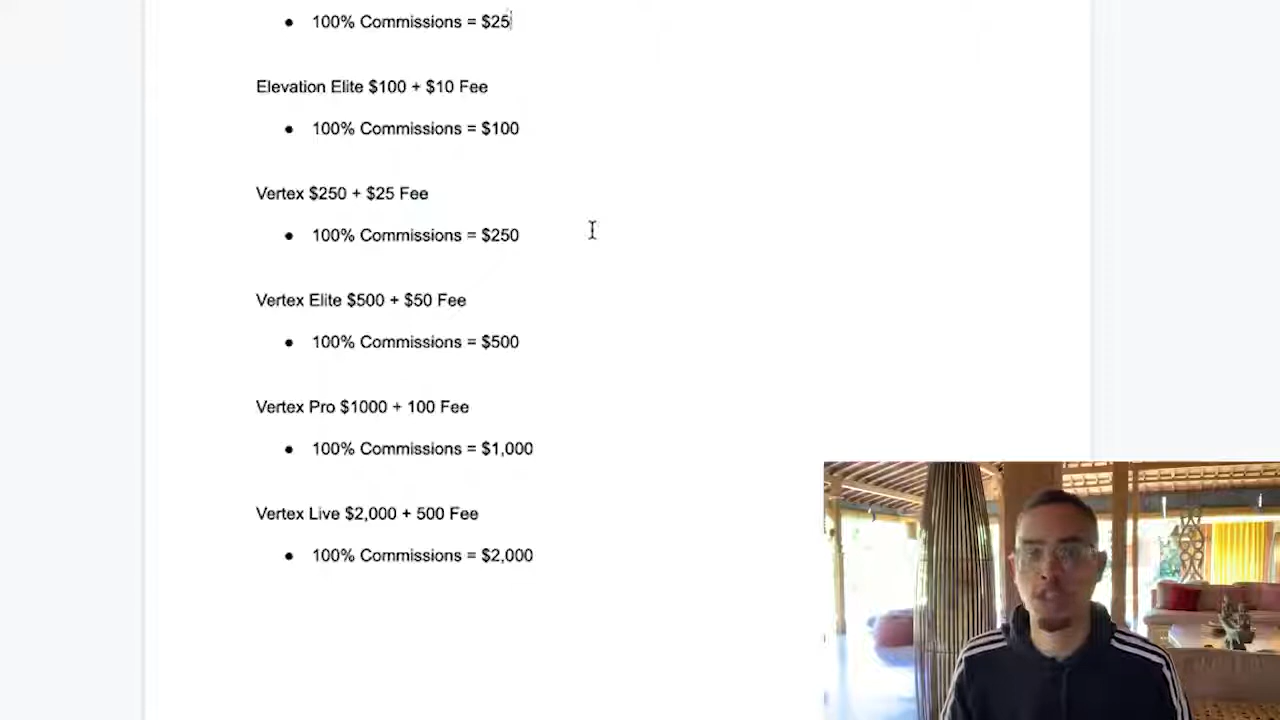 ● 100% Commissions = $25
Elevation Elite $100 + $10 Fee
● 100% Commissions = $100
Vertex $250 + $25 Fee
● 100% Commissions = $250
Vertex Elite $500 + $50 Fee
● 100% Commissions = $500
Vertex Pro $1000 + 100 Fee
● 100% Commissions = $1,000
Vertex Live $2,000 + 500 Fee
● 100% Commissions = $2,000